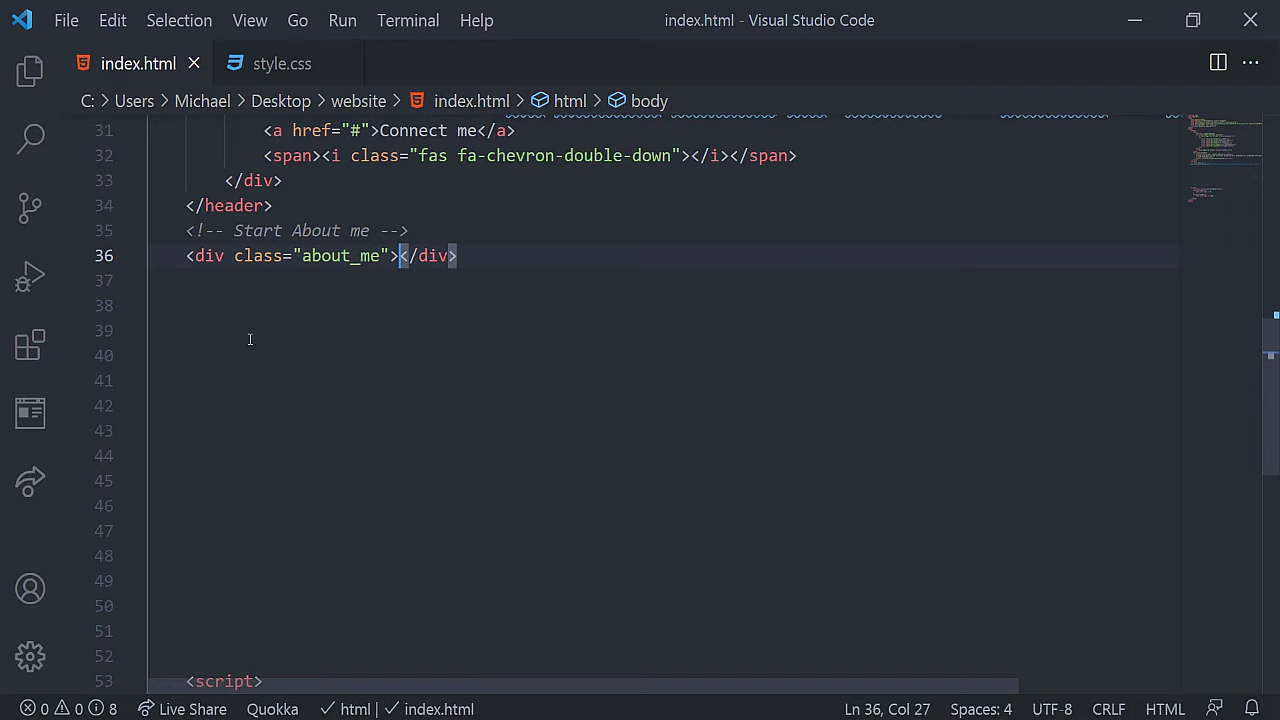 File Edit Selection View Go Run Terminal Help index.html - Visual Studio Code
index.html style.css
C: > Users > Michael > Desktop > website > index.html > html > body
31 <a href="#">Connect me</a>
32 <span><i class="fas fa-chevron-double-down"></i></span>
33 </div>
34 </header>
35 <!-- Start About me -->
36 <div class="about_me"></div>
37
38
39
40
41
42
43
44
45
46
47
48
49
50
51
52
53 <script>
0 0 8 Live Share Quokka html | index.html Ln 36, Col 27 Spaces: 4 UTF-8 CRLF HTML